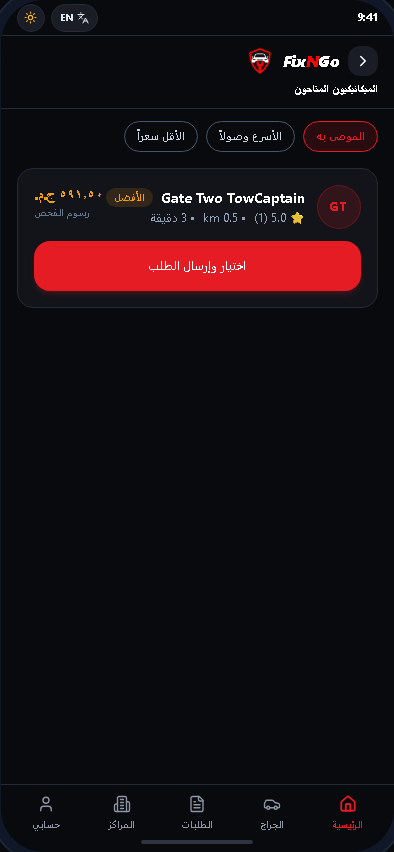 9:41
EN
FixNGo
الميكانيكيون المتاحون
الموصى به
الأسرع وصولاً
الأقل سعراً
GT
Gate Two TowCaptain
الأفضل
٥٩١٫٥٠ ج.م.
5.0 (1) • 0.5 km • 3 دقيقة
رسوم الفحص
اختيار وإرسال الطلب
الرئيسية
الجراج
الطلبات
المراكز
حسابي